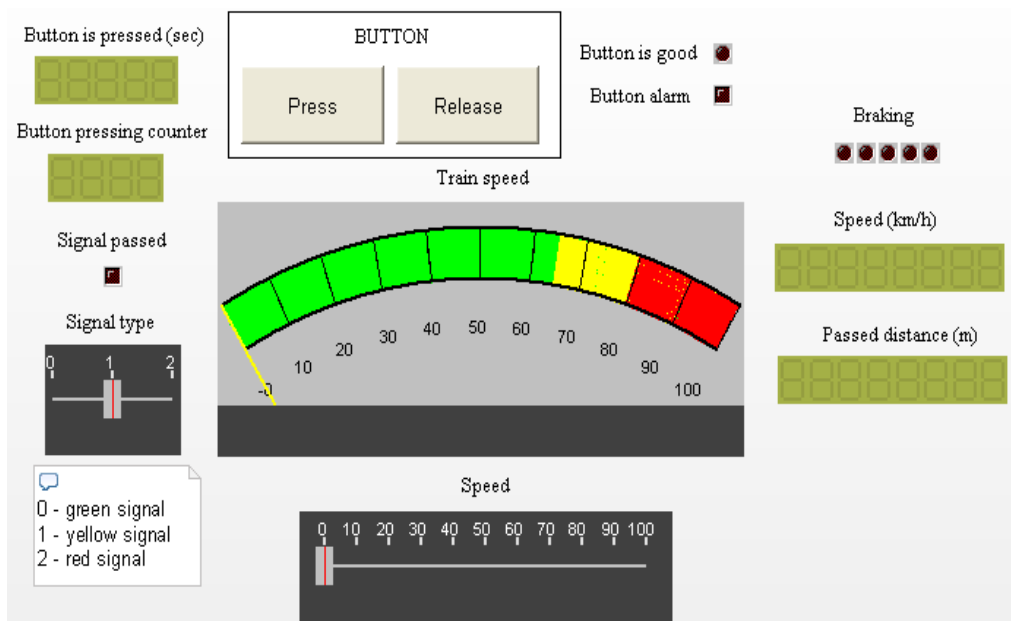 Button is pressed (sec)
BUTTON
Press
Release
Button is good
Button alarm
Button pressing counter
Braking
Train speed
Signal passed
Speed (km/h)
Signal type
0 1 2
-0 10 20 30 40 50 60 70 80 90 100
Passed distance (m)
0 - green signal
1 - yellow signal
2 - red signal
Speed
0 10 20 30 40 50 60 70 80 90 100